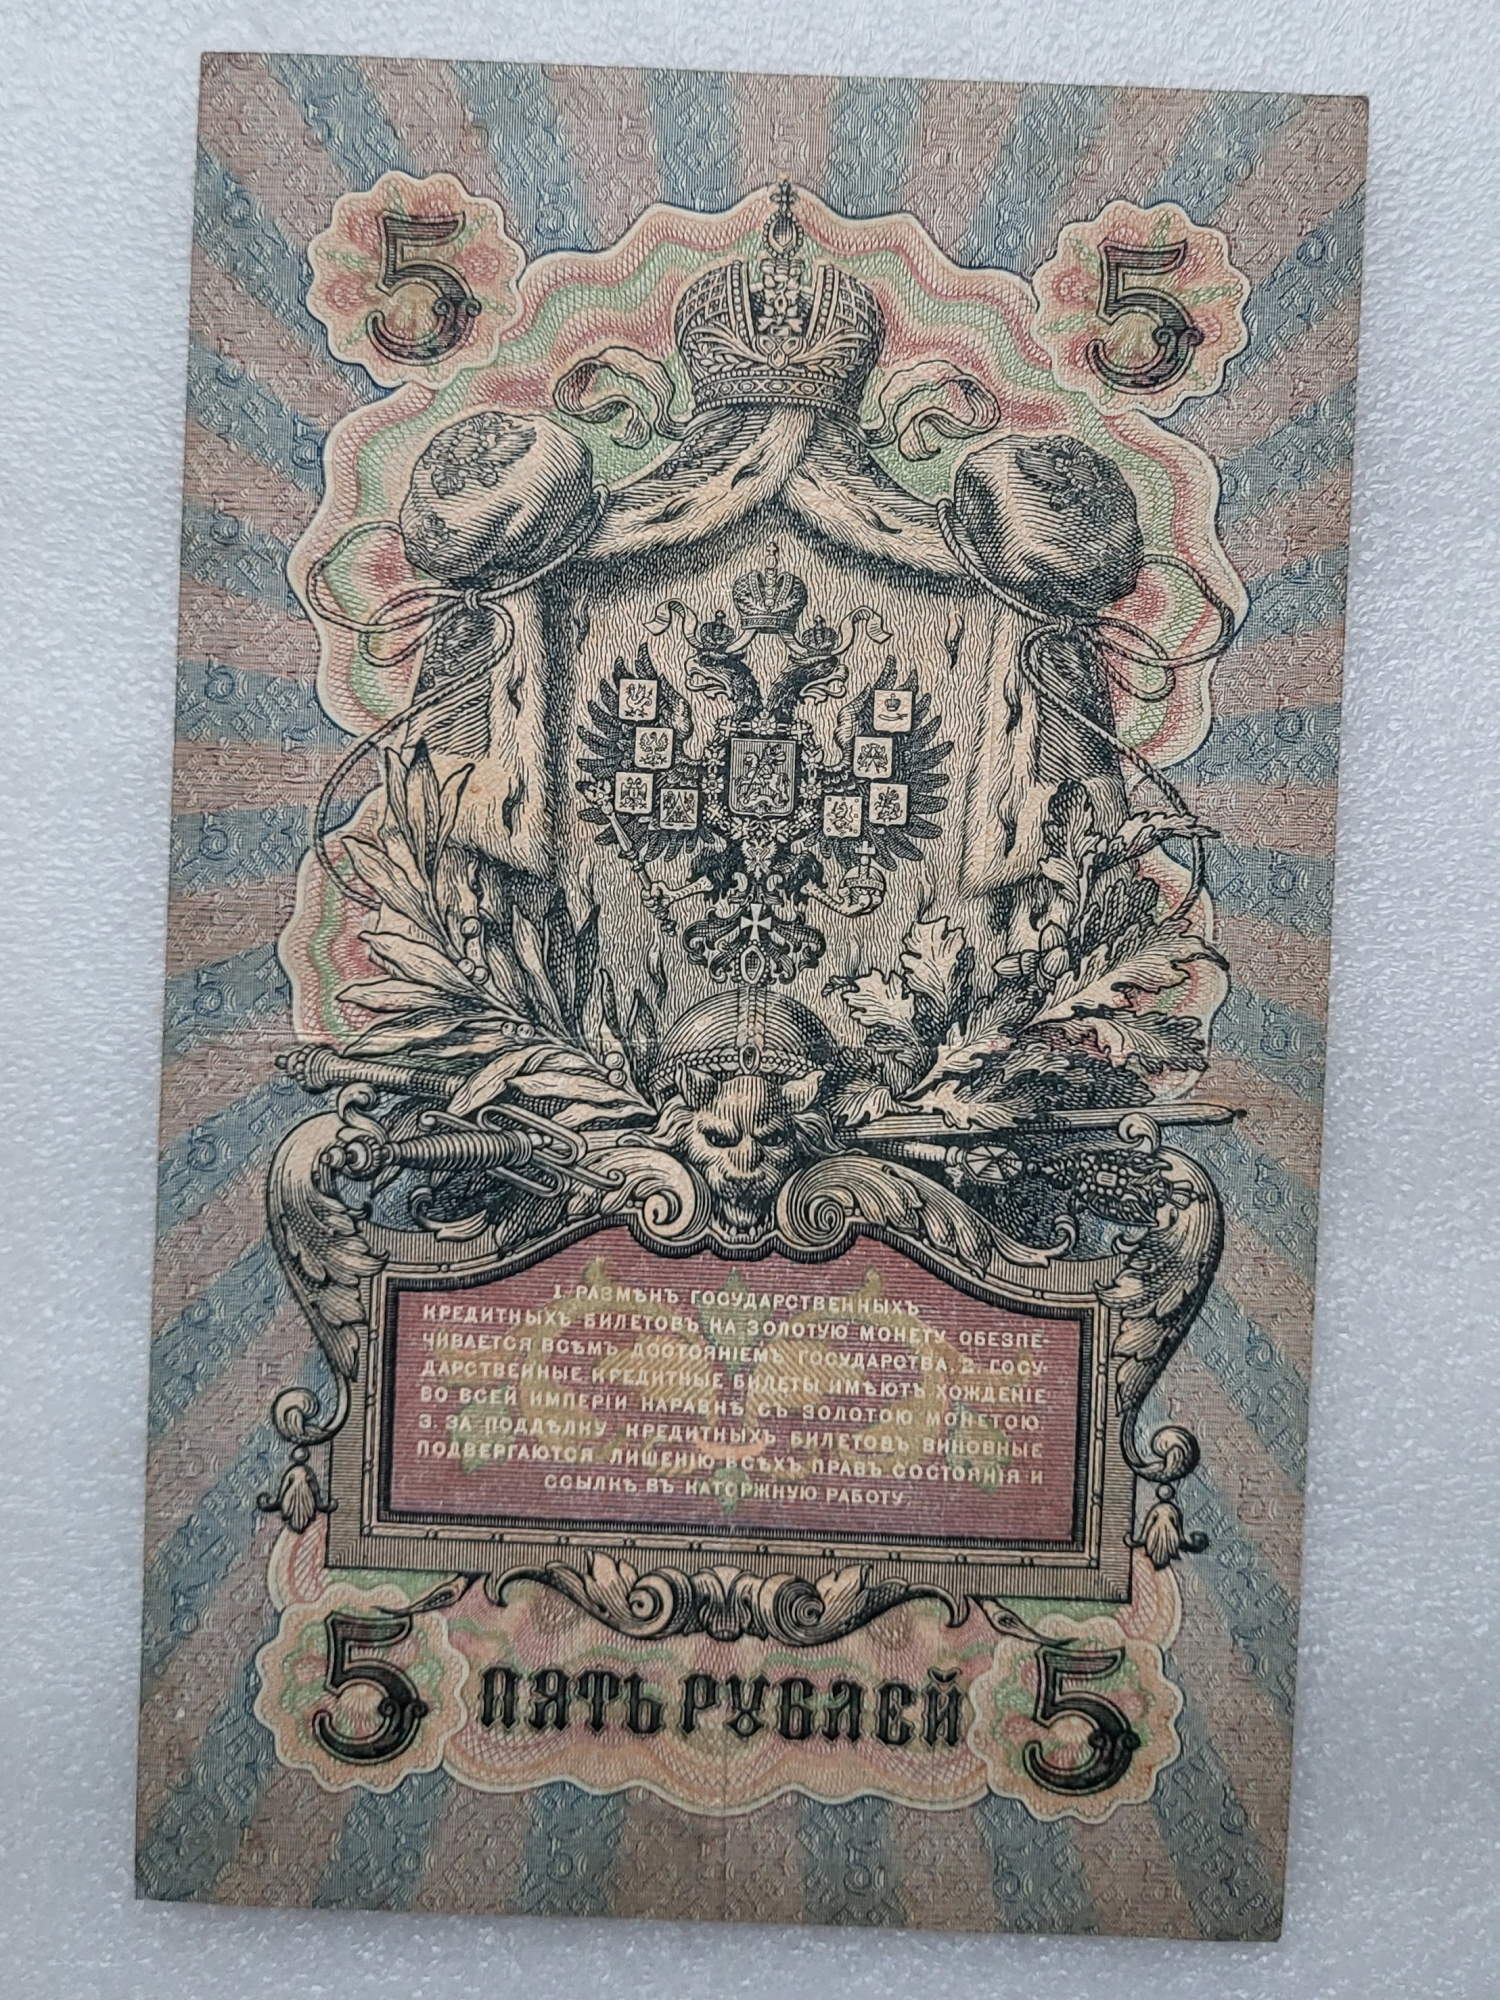 5 5
1. РАЗМѢНЪ ГОСУДАРСТВЕННЫХЪ
КРЕДИТНЫХЪ БИЛЕТОВЪ НА ЗОЛОТУЮ МОНЕТУ ОБЕЗПЕ-
ЧИВАЕТСЯ ВСѢМЪ ДОСТОЯНІЕМЪ ГОСУДАРСТВА. 2. ГОСУ-
ДАРСТВЕННЫЕ КРЕДИТНЫЕ БИЛЕТЫ ИМѢЮТЪ ХОЖДЕНІЕ
ВО ВСЕЙ ИМПЕРІИ НАРАВНѢ СЪ ЗОЛОТОЮ МОНЕТОЮ.
3. ЗА ПОДДѢЛКУ КРЕДИТНЫХЪ БИЛЕТОВЪ ВИНОВНЫЕ
ПОДВЕРГАЮТСЯ ЛИШЕНІЮ ВСѢХЪ ПРАВЪ СОСТОЯНІЯ И
ССЫЛКѢ ВЪ КАТОРЖНУЮ РАБОТУ.
5 ПЯТЬ РУБЛЕЙ 5